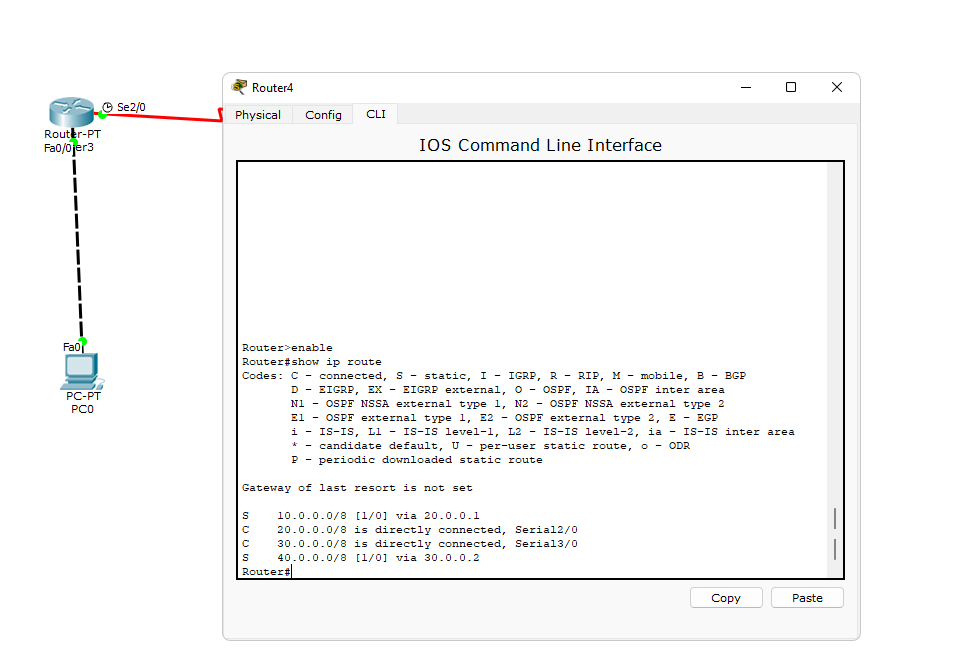 Router4
Physical Config CLI
IOS Command Line Interface
Se2/0
Router-PT
Fa0/0er3
Router>enable
Router#show ip route
Codes: C - connected, S - static, I - IGRP, R - RIP, M - mobile, B - BGP
D - EIGRP, EX - EIGRP external, O - OSPF, IA - OSPF inter area
N1 - OSPF NSSA external type 1, N2 - OSPF NSSA external type 2
E1 - OSPF external type 1, E2 - OSPF external type 2, E - EGP
i - IS-IS, L1 - IS-IS level-1, L2 - IS-IS level-2, ia - IS-IS inter area
* - candidate default, U - per-user static route, o - ODR
P - periodic downloaded static route
Gateway of last resort is not set
S 10.0.0.0/8 [1/0] via 20.0.0.1
C 20.0.0.0/8 is directly connected, Serial2/0
C 30.0.0.0/8 is directly connected, Serial3/0
S 40.0.0.0/8 [1/0] via 30.0.0.2
Router#
Fa0
PC-PT
PC0
Copy Paste